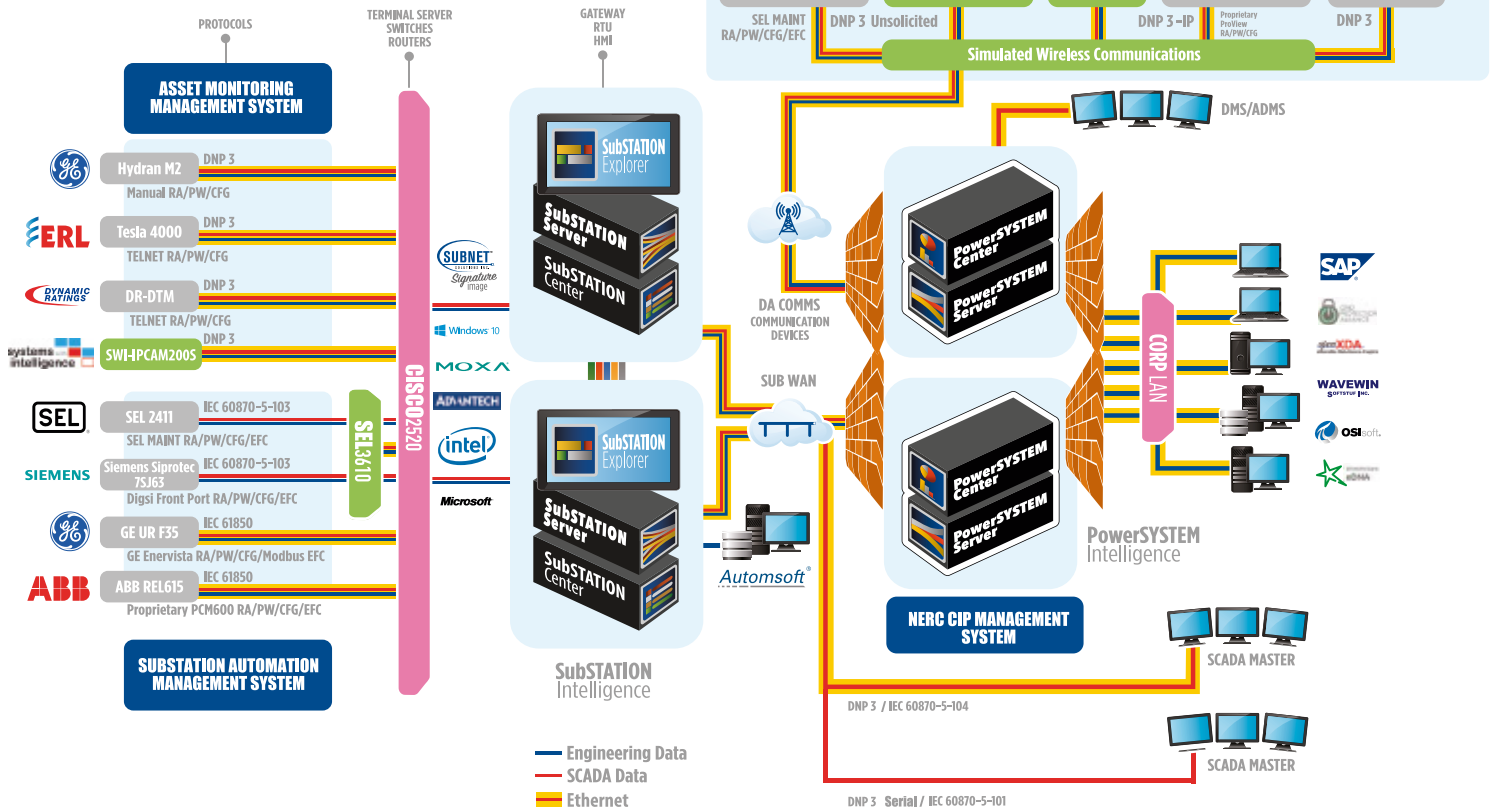 PROTOCOLS
TERMINAL SERVER
SWITCHES
ROUTERS
GATEWAY
RTU
HMI
SEL MAINT
RA/PW/CFG/EFC
DNP 3 Unsolicited
DNP 3 -IP
Proprietary
ProView
RA/PW/CFG
DNP 3
Simulated Wireless Communications
ASSET MONITORING
MANAGEMENT SYSTEM
Hydran M2
DNP 3
Manual RA/PW/CFG
ERL
Tesla 4000
DNP 3
TELNET RA/PW/CFG
DYNAMIC
RATINGS
DR-DTM
DNP 3
TELNET RA/PW/CFG
systems
intelligence
SWI-IPCAM200S
DNP 3
SEL
SEL 2411
IEC 60870-5-103
SEL MAINT RA/PW/CFG/EFC
SIEMENS
Siemens Siprotec
7SJ63
IEC 60870-5-103
Digsi Front Port RA/PW/CFG/EFC
GE
GE UR F35
IEC 61850
GE Enervista RA/PW/CFG/Modbus EFC
ABB
ABB REL615
IEC 61850
Proprietary PCM600 RA/PW/CFG/EFC
SUBSTATION AUTOMATION
MANAGEMENT SYSTEM
SEL3610
CISCO2520
SUBNET
SOLUTIONS INC.
Signature
image
Windows 10
MOXA
ADVANTECH
intel
Microsoft
SubSTATION
Explorer
SubSTATION
Server
SubSTATION
Center
SubSTATION
Explorer
SubSTATION
Server
SubSTATION
Center
SubSTATION
Intelligence
Engineering Data
SCADA Data
Ethernet
DA COMMS
COMMUNICATION
DEVICES
SUB WAN
Automsoft
DMS/ADMS
PowerSYSTEM
Center
PowerSYSTEM
Server
PowerSYSTEM
Center
PowerSYSTEM
Server
NERC CIP MANAGEMENT
SYSTEM
PowerSYSTEM
Intelligence
CORP LAN
SAP
XDA
WAVEWIN
SOFTSTUF INC.
OSIsoft.
eDNA
SCADA MASTER
DNP 3 / IEC 60870-5-104
SCADA MASTER
DNP 3 Serial / IEC 60870-5-101